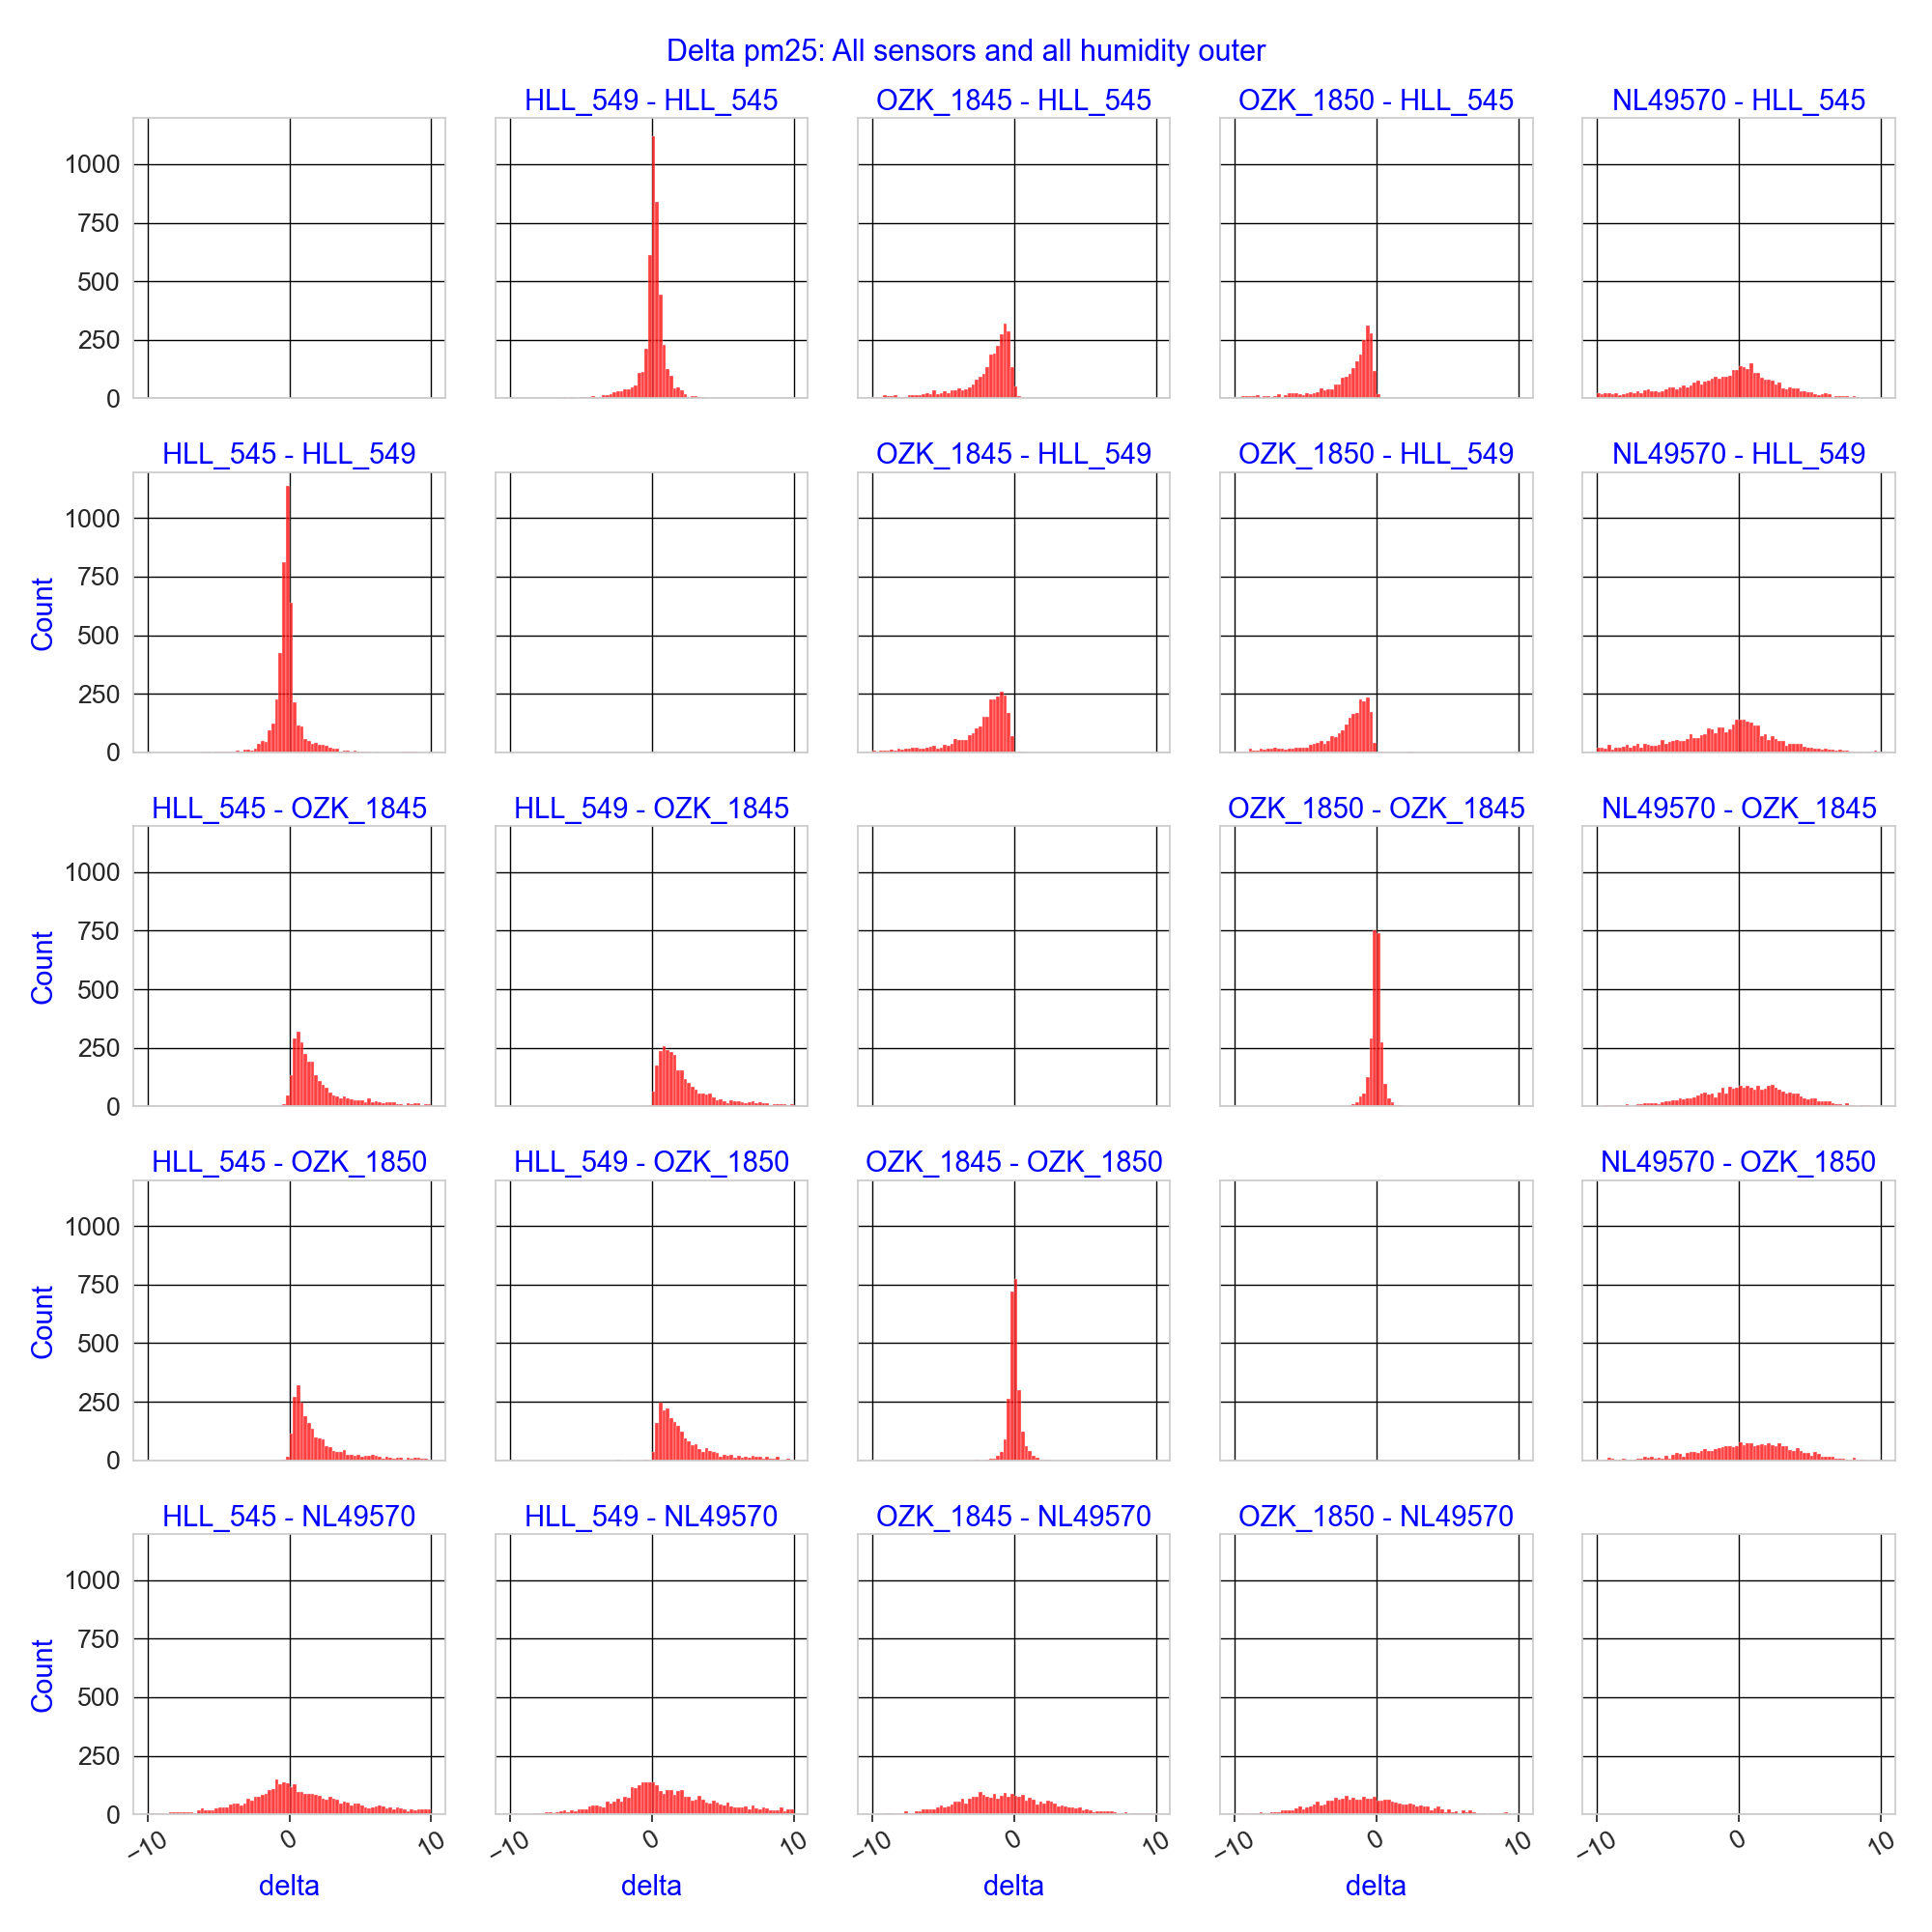 Delta pm25: All sensors and all humidity outer
HLL_549 - HLL_545
OZK_1845 - HLL_545
OZK_1850 - HLL_545
NL49570 - HLL_545
1000
750
500
250
0
HLL_545 - HLL_549
OZK_1845 - HLL_549
OZK_1850 - HLL_549
NL49570 - HLL_549
Count
1000
750
500
250
0
HLL_545 - OZK_1845
HLL_549 - OZK_1845
OZK_1850 - OZK_1845
NL49570 - OZK_1845
Count
1000
750
500
250
0
HLL_545 - OZK_1850
HLL_549 - OZK_1850
OZK_1845 - OZK_1850
NL49570 - OZK_1850
Count
1000
750
500
250
0
HLL_545 - NL49570
HLL_549 - NL49570
OZK_1845 - NL49570
OZK_1850 - NL49570
Count
1000
750
500
250
0
−10 0 10
−10 0 10
−10 0 10
−10 0 10
−10 0 10
delta
delta
delta
delta